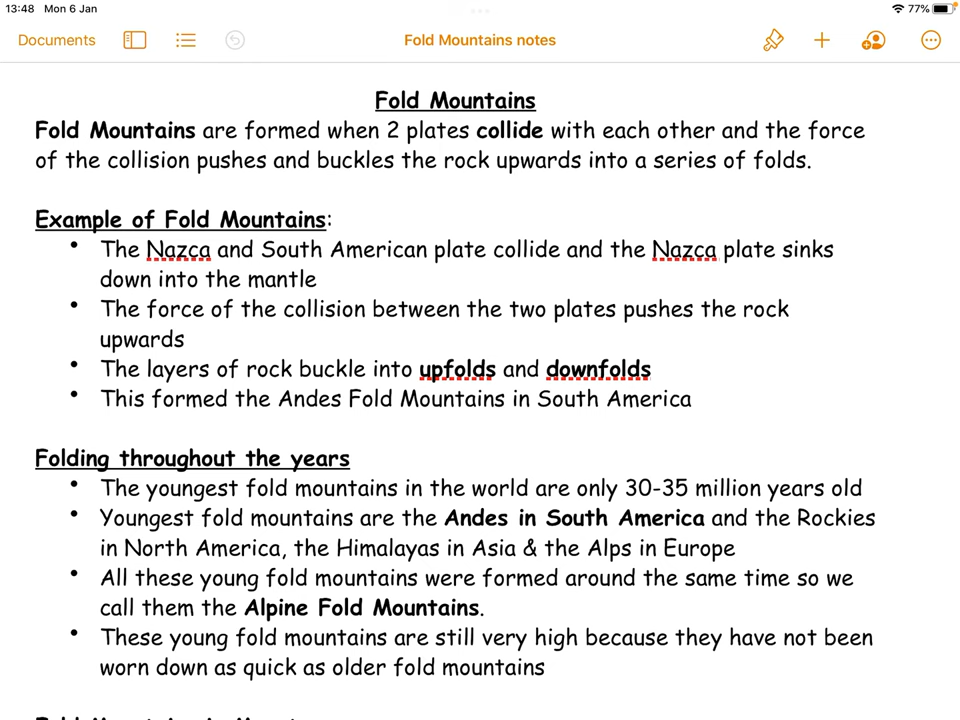 13:48 Mon 6 Jan
77%
Documents
Fold Mountains notes
Fold Mountains
Fold Mountains are formed when 2 plates collide with each other and the force
of the collision pushes and buckles the rock upwards into a series of folds.
Example of Fold Mountains:
• The Nazca and South American plate collide and the Nazca plate sinks
down into the mantle
• The force of the collision between the two plates pushes the rock
upwards
• The layers of rock buckle into upfolds and downfolds
• This formed the Andes Fold Mountains in South America
Folding throughout the years
• The youngest fold mountains in the world are only 30-35 million years old
• Youngest fold mountains are the Andes in South America and the Rockies
in North America, the Himalayas in Asia & the Alps in Europe
• All these young fold mountains were formed around the same time so we
call them the Alpine Fold Mountains.
• These young fold mountains are still very high because they have not been
worn down as quick as older fold mountains